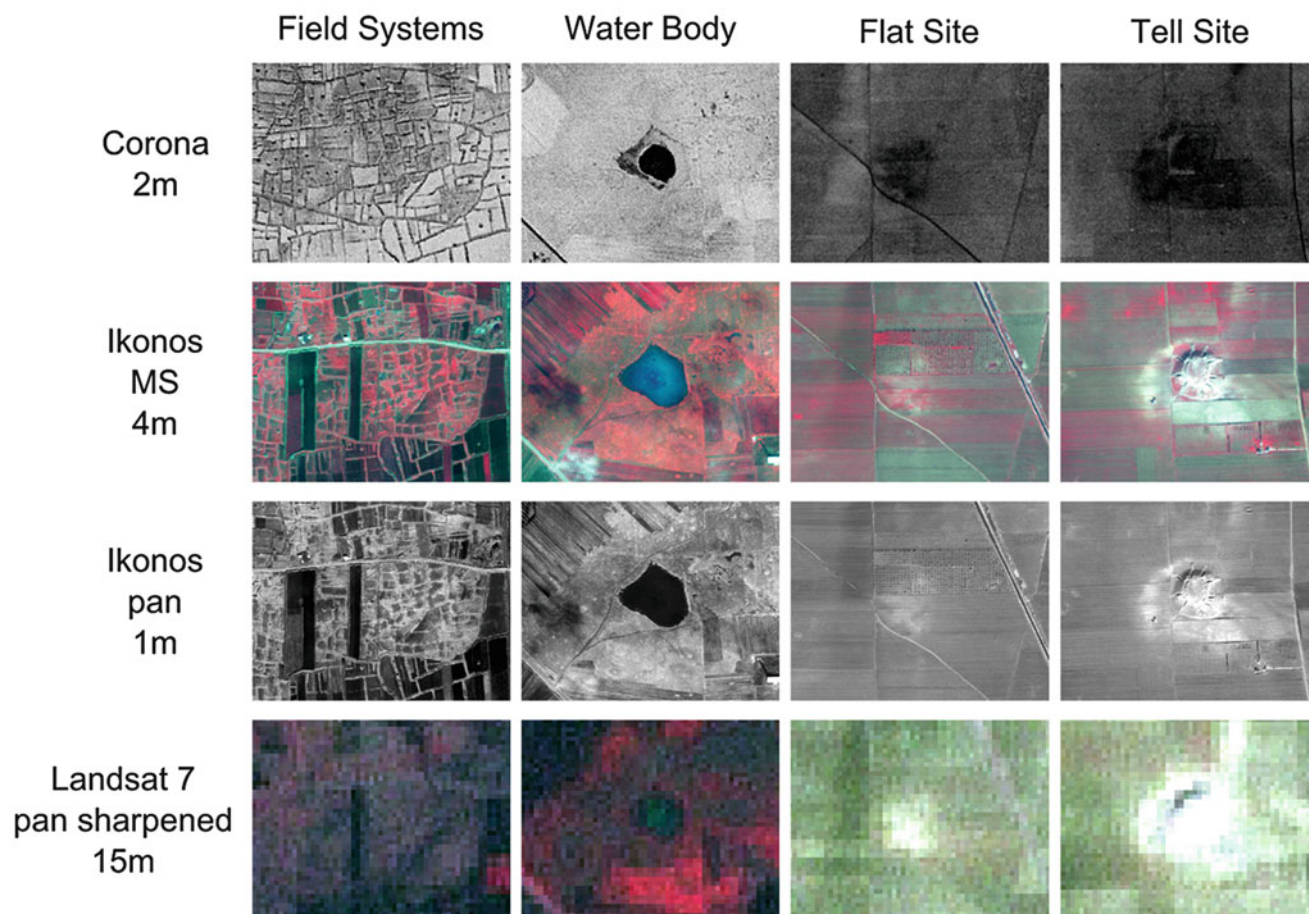 Field Systems
Water Body
Flat Site
Tell Site
Corona
2m
Ikonos
MS
4m
Ikonos
pan
1m
Landsat 7
pan sharpened
15m